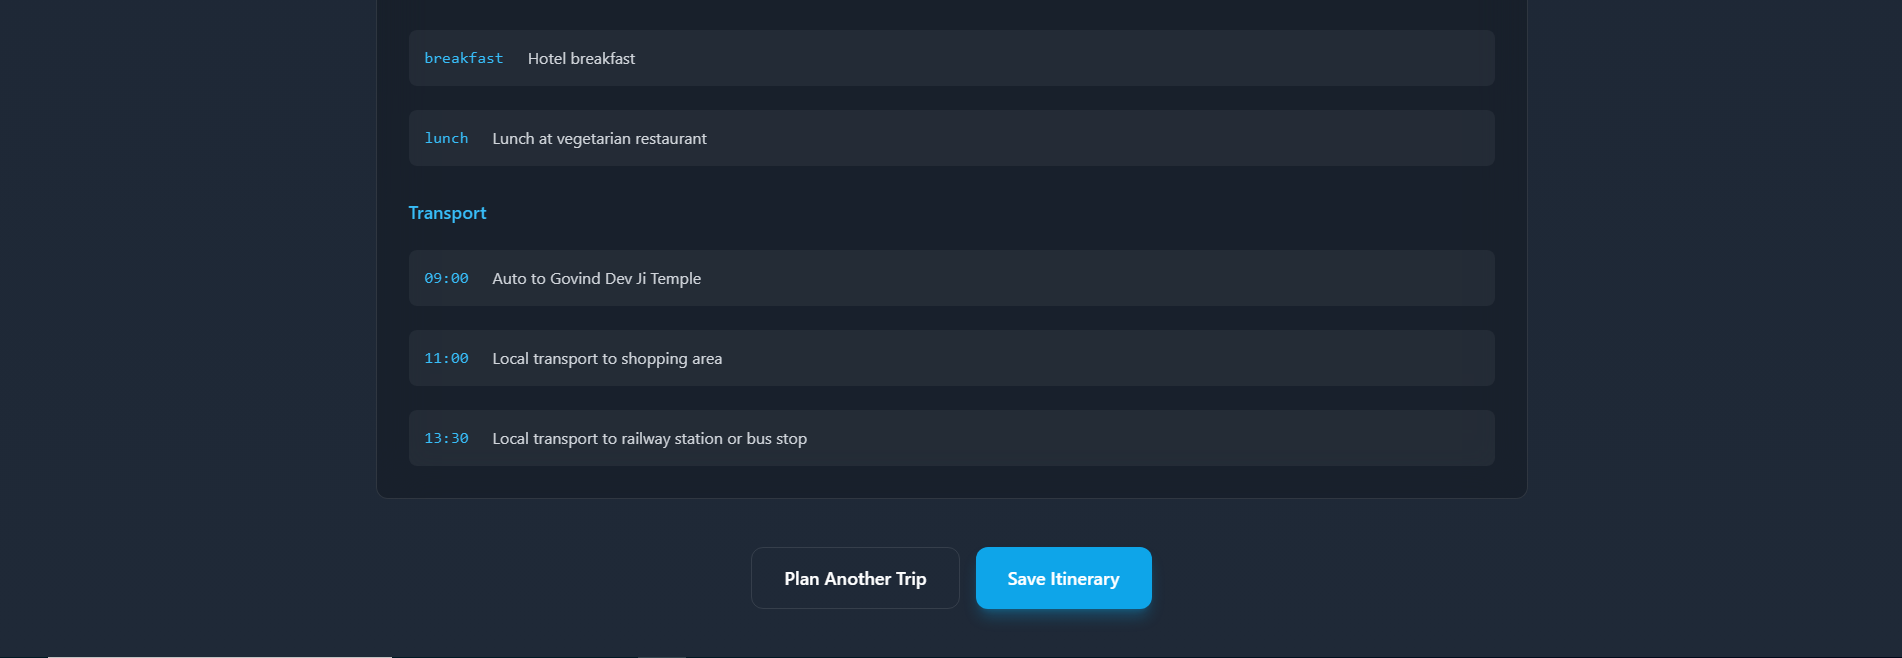 breakfast Hotel breakfast
lunch Lunch at vegetarian restaurant
Transport
09:00 Auto to Govind Dev Ji Temple
11:00 Local transport to shopping area
13:30 Local transport to railway station or bus stop
Plan Another Trip Save Itinerary